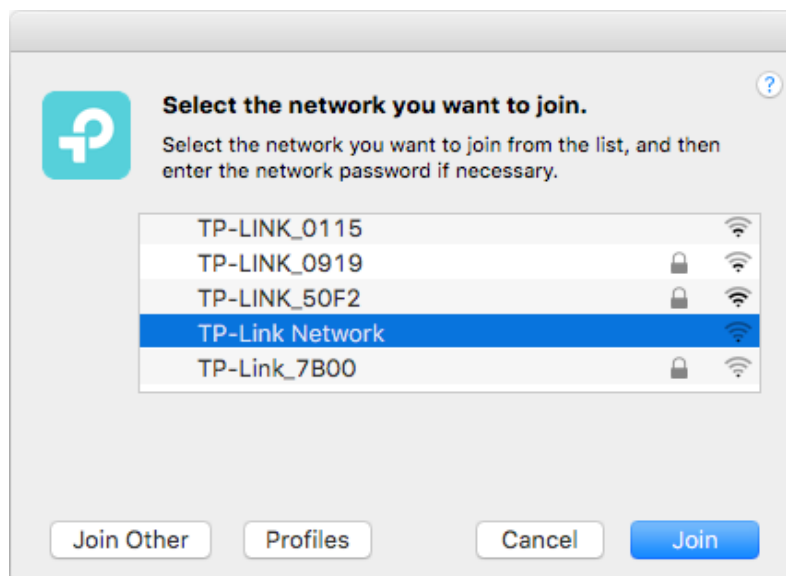 ?
Select the network you want to join.
Select the network you want to join from the list, and then
enter the network password if necessary.
TP-LINK_0115
TP-LINK_0919
TP-LINK_50F2
TP-Link Network
TP-Link_7B00
Join Other Profiles Cancel Join